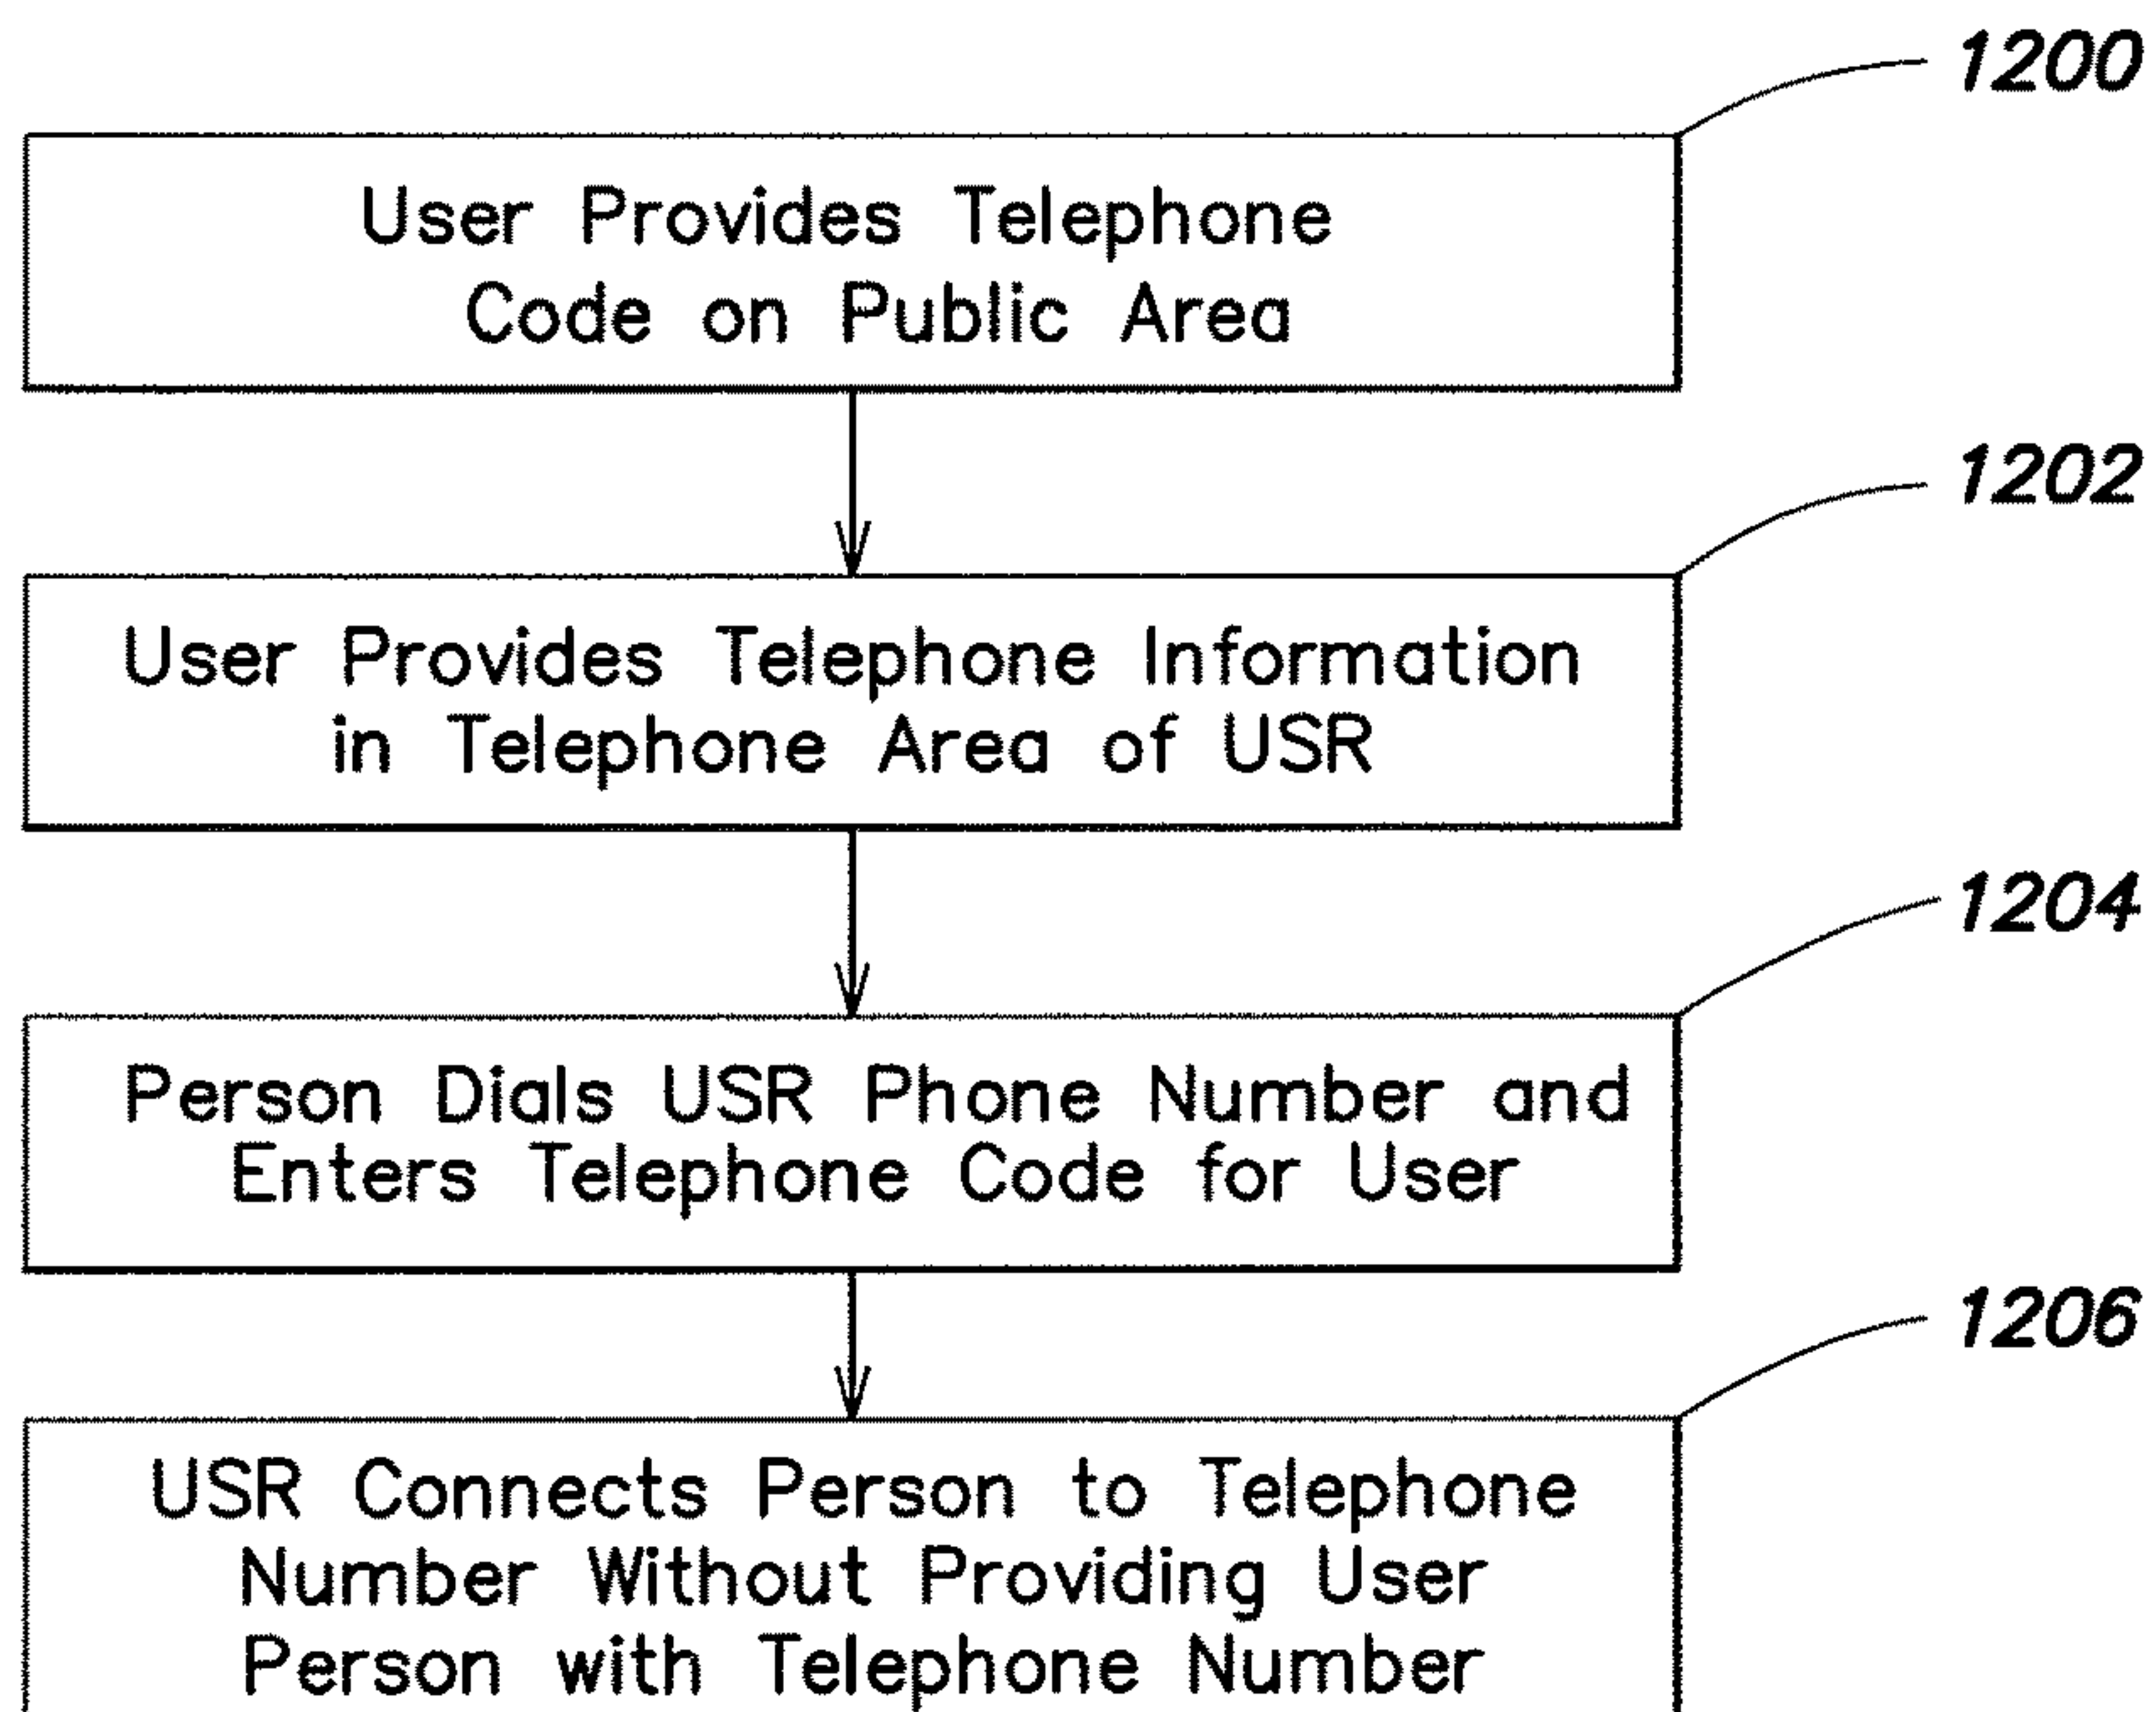 1200
User Provides Telephone
Code on Public Area
1202
User Provides Telephone Information
in Telephone Area of USR
1204
Person Dials USR Phone Number and
Enters Telephone Code for User
1206
USR Connects Person to Telephone
Number Without Providing User
Person with Telephone Number